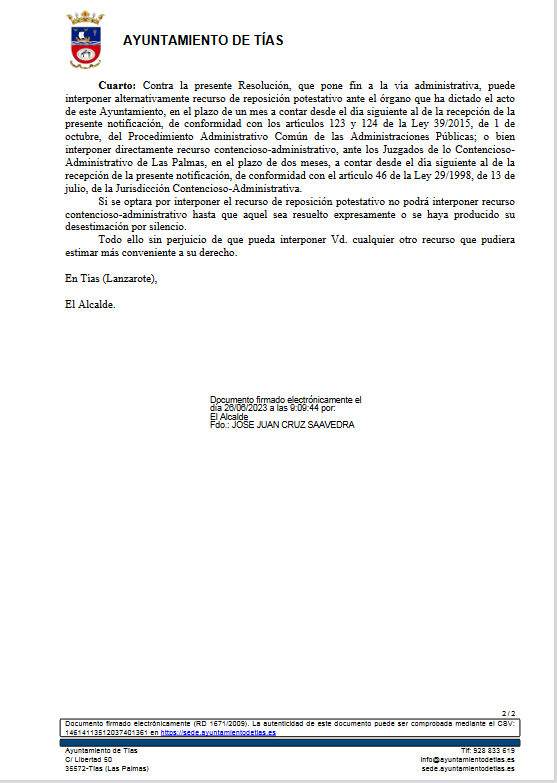 AYUNTAMIENTO DE TÍAS
Cuarto: Contra la presente Resolución, que pone fin a la vía administrativa, puede
interponer alternativamente recurso de reposición potestativo ante el órgano que ha dictado el acto
de este Ayuntamiento, en el plazo de un mes a contar desde el día siguiente al de la recepción de la
presente notificación, de conformidad con los artículos 123 y 124 de la Ley 39/2015, de 1 de
octubre, del Procedimiento Administrativo Común de las Administraciones Públicas; o bien
interponer directamente recurso contencioso-administrativo, ante los Juzgados de lo Contencioso-
Administrativo de Las Palmas, en el plazo de dos meses, a contar desde el día siguiente al de la
recepción de la presente notificación, de conformidad con el artículo 46 de la Ley 29/1998, de 13 de
julio, de la Jurisdicción Contencioso-Administrativa.
Si se optara por interponer el recurso de reposición potestativo no podrá interponer recurso
contencioso-administrativo hasta que aquel sea resuelto expresamente o se haya producido su
desestimación por silencio.
Todo ello sin perjuicio de que pueda interponer Vd. cualquier otro recurso que pudiera
estimar más conveniente a su derecho.
En Tías (Lanzarote),
El Alcalde.
Documento firmado electrónicamente el
día 26/06/2023 a las 9:09:44 por:
El Alcalde
Fdo.: JOSE JUAN CRUZ SAAVEDRA
2 / 2
Documento firmado electrónicamente (RD 1671/2009). La autenticidad de este documento puede ser comprobada mediante el CSV:
14614113512037401361 en https://sede.ayuntamientodetias.es
Ayuntamiento de Tías
Tlf: 928 833 619
C/ Libertad 50
info@ayuntamientodetias.es
35572-Tías (Las Palmas)
sede.ayuntamientodetias.es